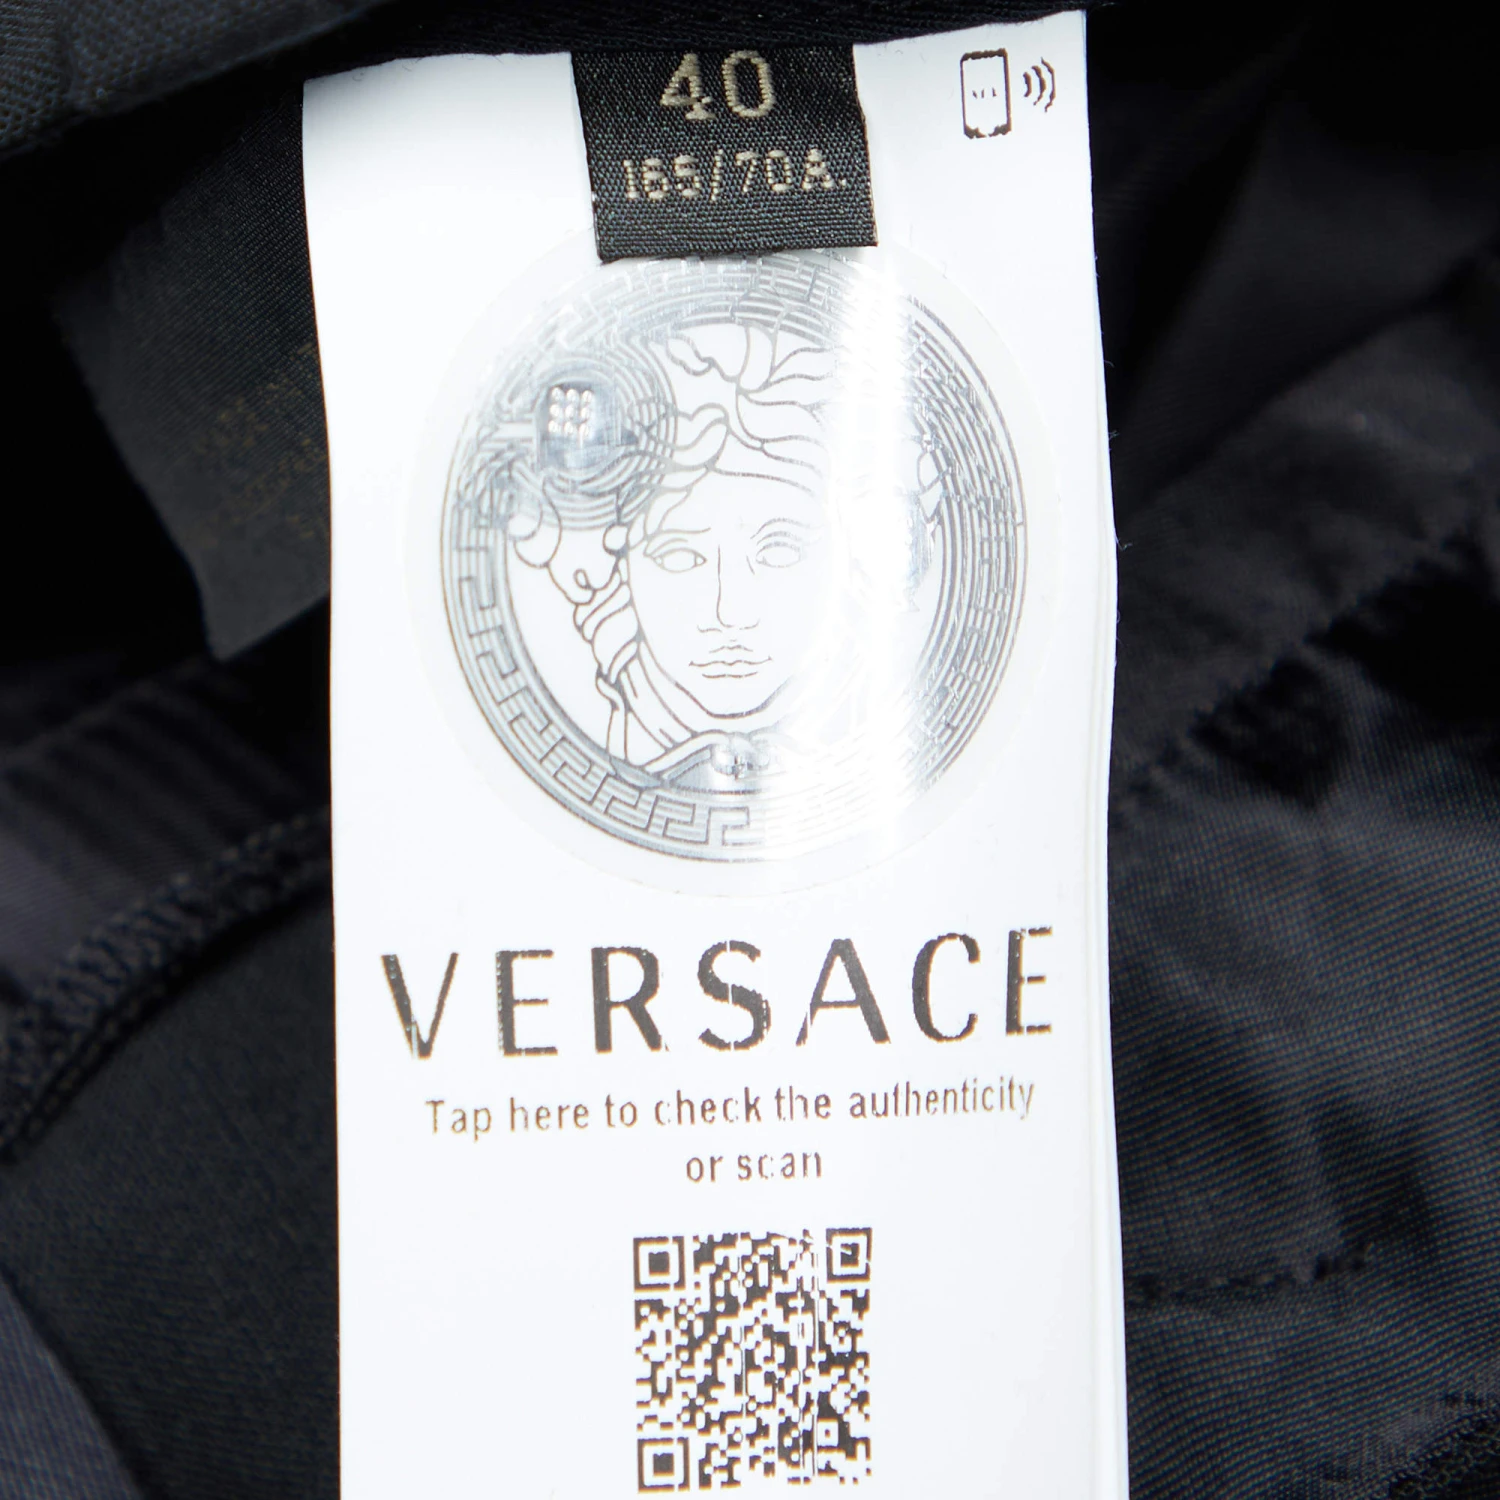 40
165/70A.
VERSACE
Tap here to check the authenticity
or scan